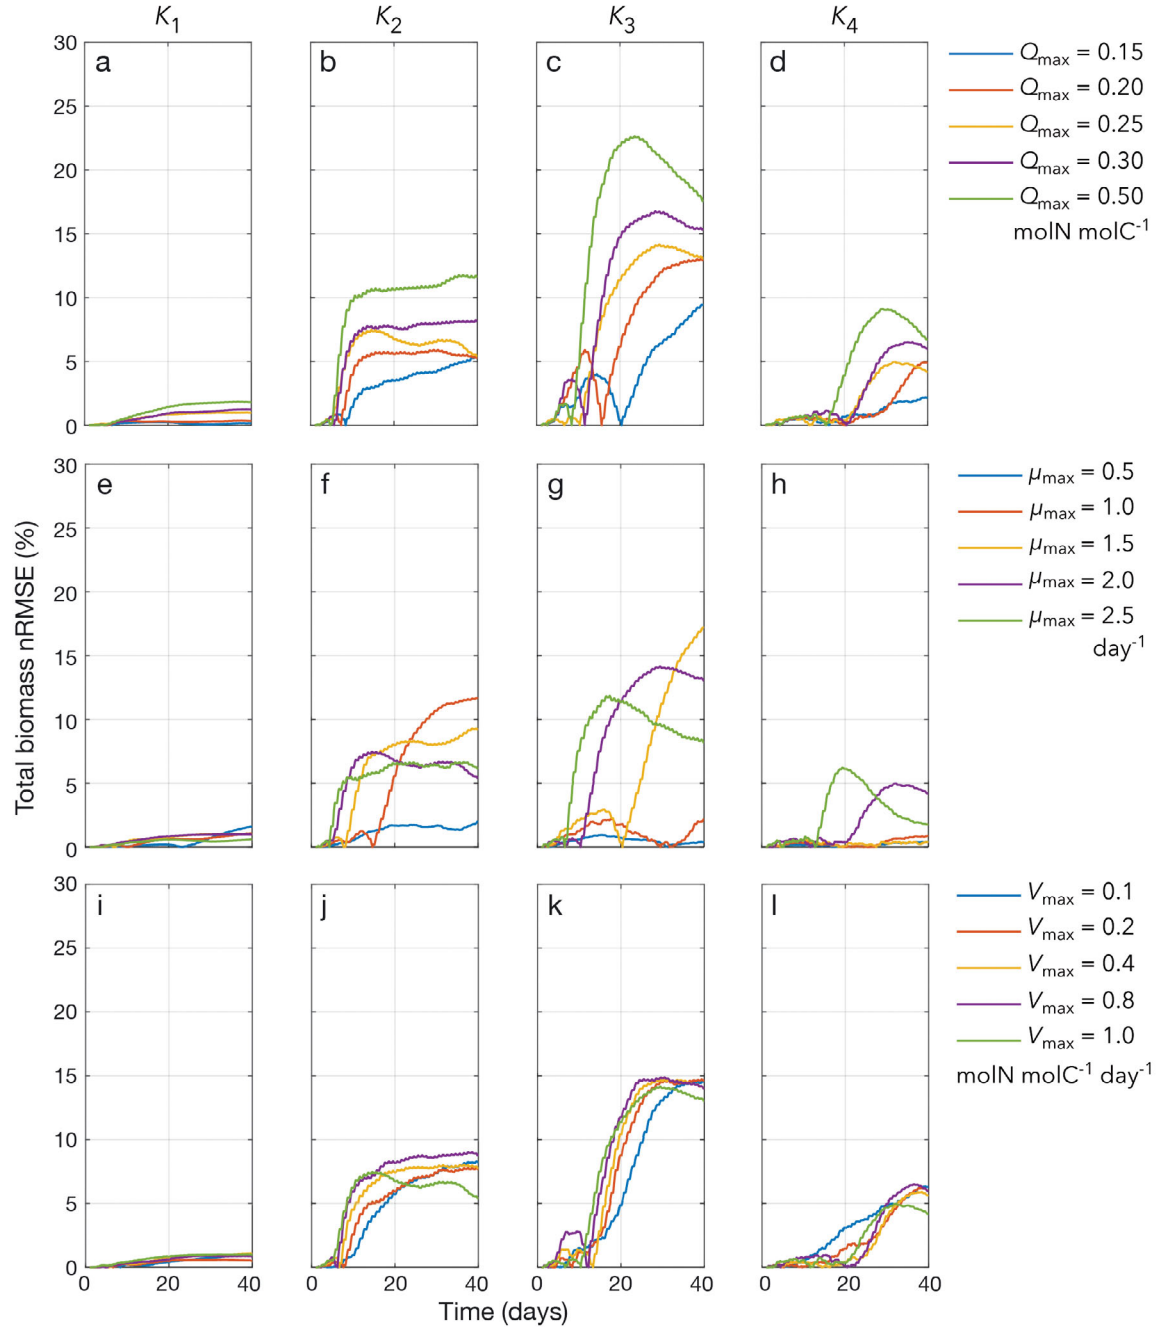 K1 K2 K3 K4
30 a b c d
25
20
15
10
5
0
Qmax = 0.15
Qmax = 0.20
Qmax = 0.25
Qmax = 0.30
Qmax = 0.50
molN molC-1
Total biomass nRMSE (%)
30 e f g h
25
20
15
10
5
0
μmax = 0.5
μmax = 1.0
μmax = 1.5
μmax = 2.0
μmax = 2.5
day-1
30 i j k l
25
20
15
10
5
0
0 20 40 0 20 40 0 20 40 0 20 40
Time (days)
Vmax = 0.1
Vmax = 0.2
Vmax = 0.4
Vmax = 0.8
Vmax = 1.0
molN molC-1 day-1